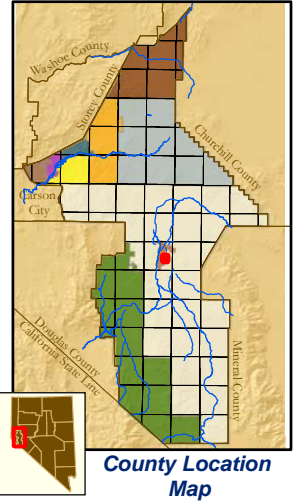 Washoe County
Storey County
Churchill County
Carson
City
Douglas County
California State Line
Mineral County
County Location
Map